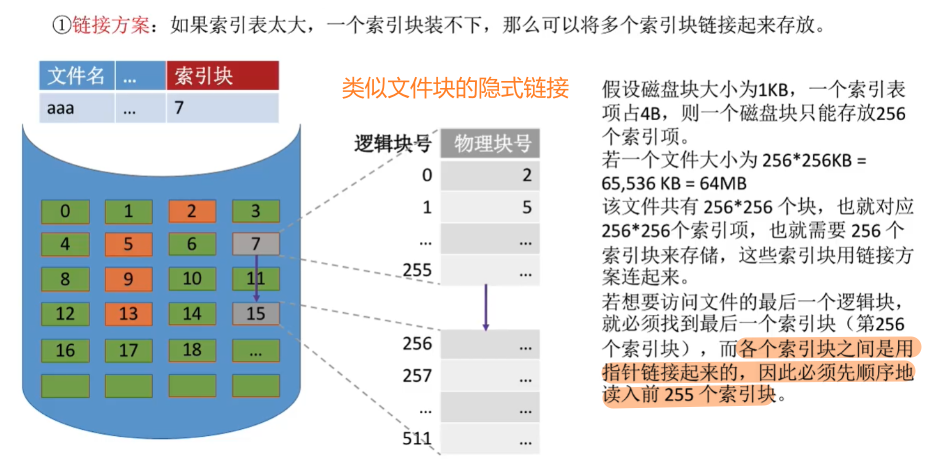 ①链接方案：如果索引表太大，一个索引块装不下，那么可以将多个索引块链接起来存放。
文件名 ... 索引块
aaa ... 7
类似文件块的隐式链接
逻辑块号 物理块号
0 2
1 5
... ...
255 ...
256 ...
257 ...
... ...
511 ...
0 1 2 3
4 5 6 7
8 9 10 11
12 13 14 15
16 17 18 ...
假设磁盘块大小为1KB，一个索引表
项占4B，则一个磁盘块只能存放256
个索引项。
若一个文件大小为 256*256KB =
65,536 KB = 64MB
该文件共有 256*256 个块，也就对应
256*256个索引项，也就需要 256 个
索引块来存储，这些索引块用链接方
案连起来。
若想要访问文件的最后一个逻辑块，
就必须找到最后一个索引块（第256
个索引块），而各个索引块之间是用
指针链接起来的，因此必须先顺序地
读入前 255 个索引块。